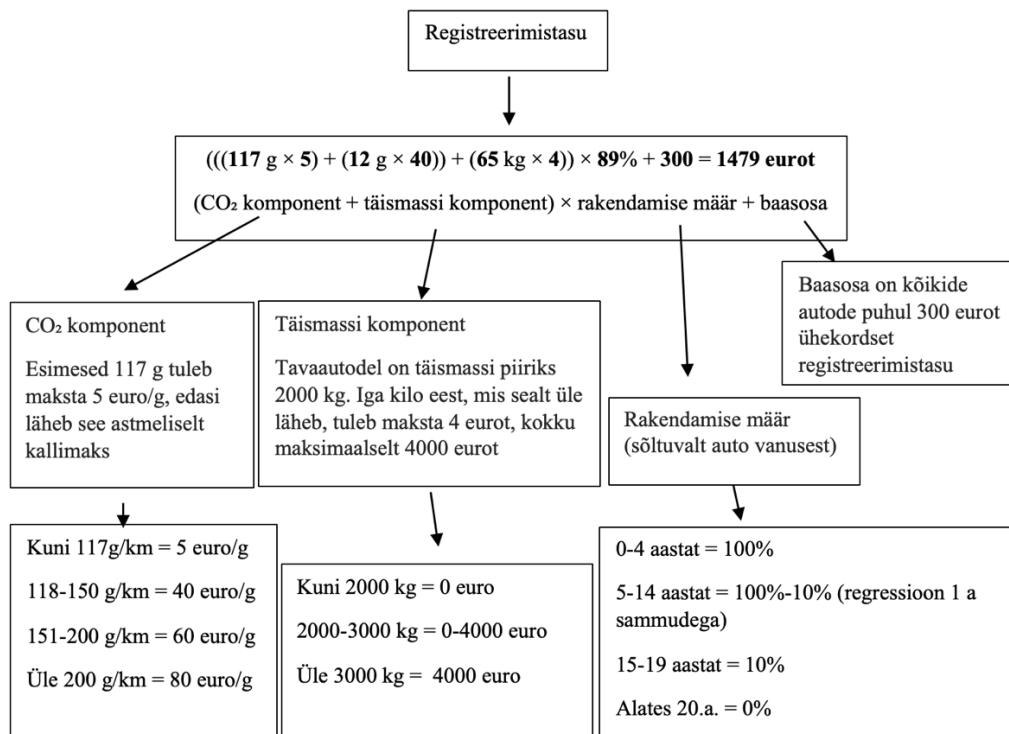 Registreerimistasu
(((117 g × 5) + (12 g × 40)) + (65 kg × 4)) × 89% + 300 = 1479 eurot
(CO₂ komponent + täismassi komponent) × rakendamise määr + baasosa
Baasosa on kõikide
autode puhul 300 eurot
ühekordset
registreerimistasu
CO₂ komponent
Esimesed 117 g tuleb
maksta 5 euro/g, edasi
läheb see astmeliselt
kallimaks
Täismassi komponent
Tavaautodel on täismassi piiriks
2000 kg. Iga kilo eest, mis sealt üle
läheb, tuleb maksta 4 eurot, kokku
maksimaalselt 4000 eurot
Rakendamise määr
(sõltuvalt auto vanusest)
Kuni 117g/km = 5 euro/g
118-150 g/km = 40 euro/g
151-200 g/km = 60 euro/g
Üle 200 g/km = 80 euro/g
Kuni 2000 kg = 0 euro
2000-3000 kg = 0-4000 euro
Üle 3000 kg =  4000 euro
0-4 aastat = 100%
5-14 aastat = 100%-10% (regressioon 1 a
sammudega)
15-19 aastat = 10%
Alates 20.a. = 0%